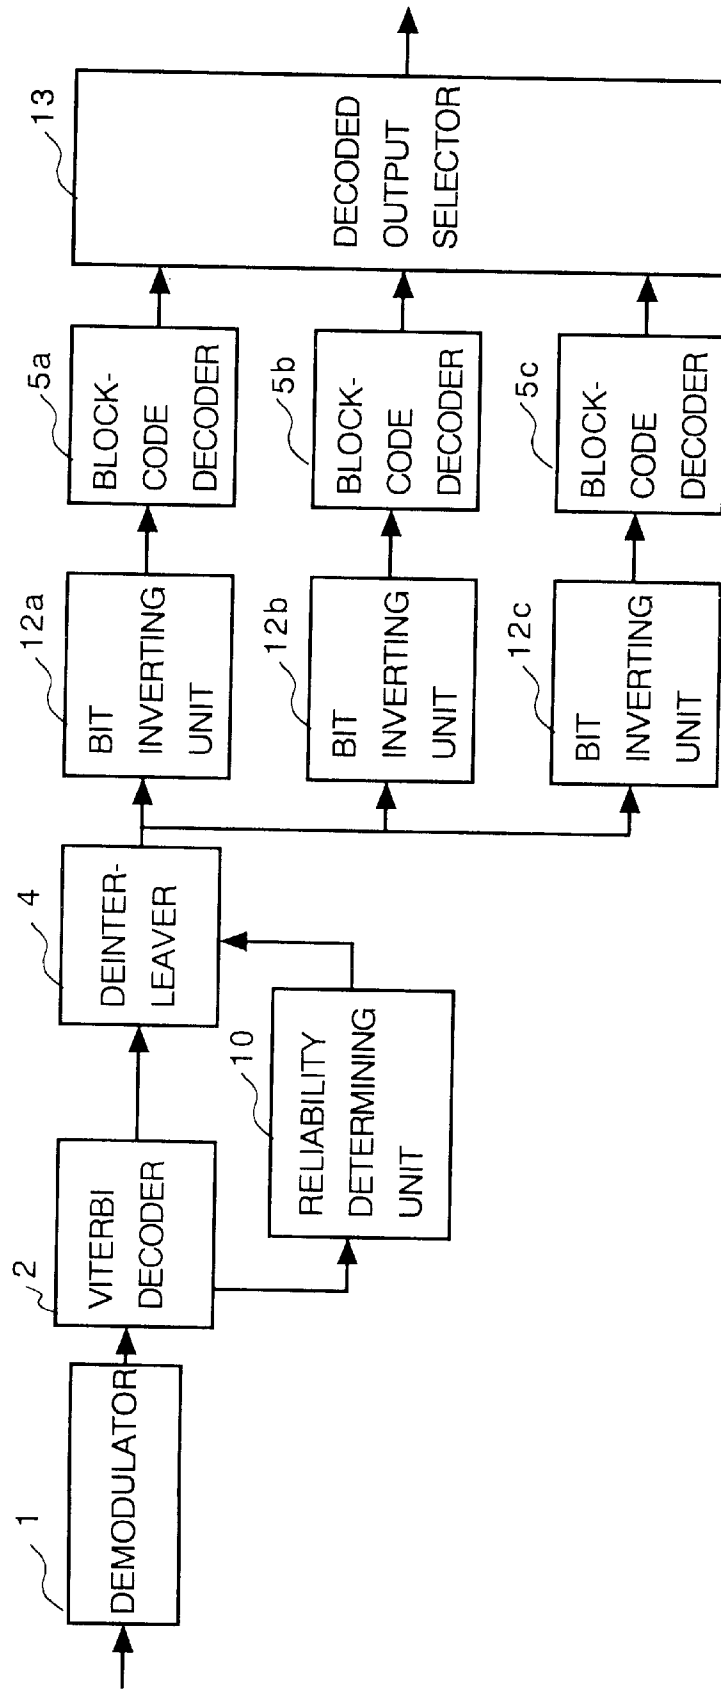 1
DEMODULATOR
2
VITERBI
DECODER
10
RELIABILITY
DETERMINING
UNIT
4
DEINTER-
LEAVER
12a
BIT
INVERTING
UNIT
12b
BIT
INVERTING
UNIT
12c
BIT
INVERTING
UNIT
5a
BLOCK-
CODE
DECODER
5b
BLOCK-
CODE
DECODER
5c
BLOCK-
CODE
DECODER
13
DECODED
OUTPUT
SELECTOR